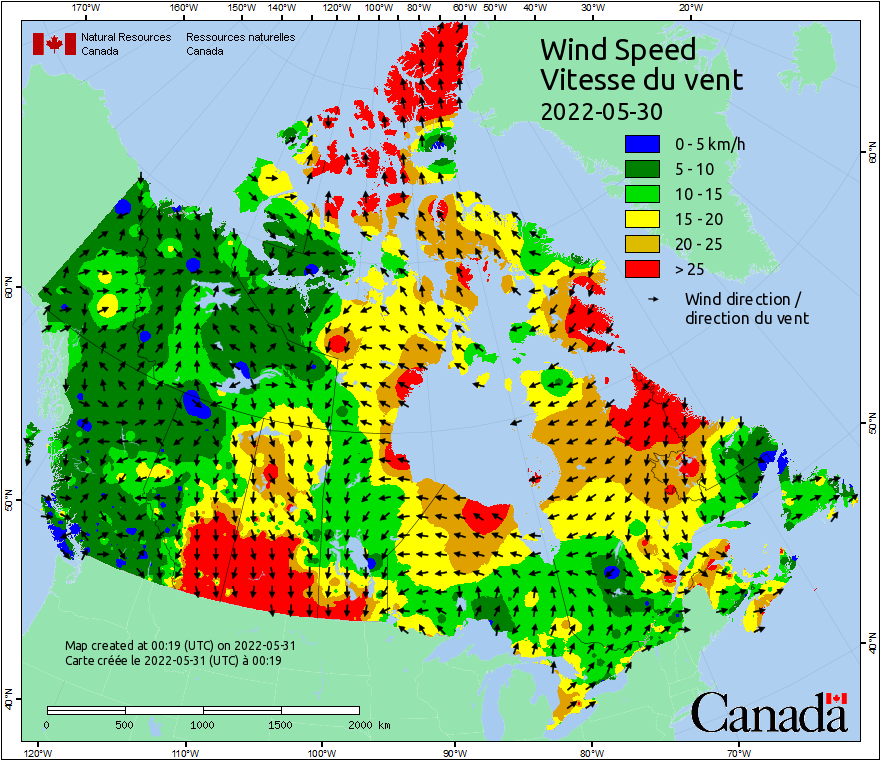 170°W 160°W 150°W 140°W 130°W 120°W 110°W 100°W 90°W 80°W 60°W 50°W 40°W 30°W 20°W
Natural Resources Ressources naturelles
Canada Canada
Wind Speed
Vitesse du vent
2022-05-30
0 - 5 km/h
5 - 10
10 - 15
15 - 20
20 - 25
> 25
Wind direction /
direction du vent
60°N
60°N
50°N
50°N
40°N
40°N
Map created at 00:19 (UTC) on 2022-05-31
Carte créée le 2022-05-31 (UTC) à 00:19
0 500 1000 1500 2000 km
Canada
120°W 110°W 100°W 90°W 80°W 70°W